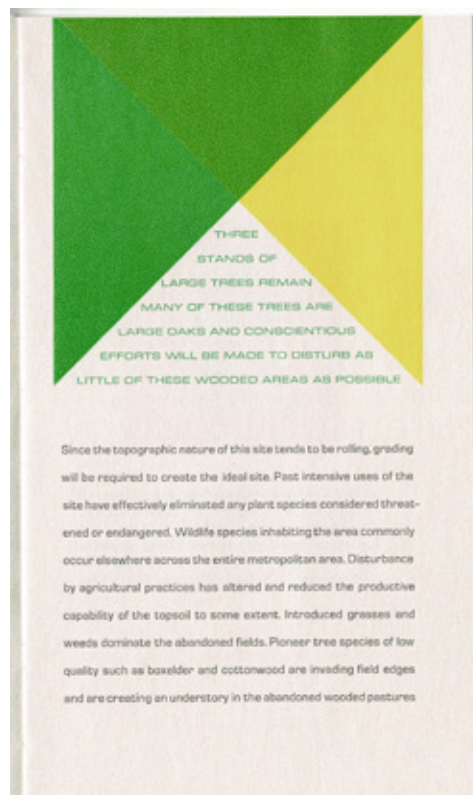 THREE
STANDS OF
LARGE TREES REMAIN
MANY OF THESE TREES ARE
LARGE OAKS AND CONSCIENTIOUS
EFFORTS WILL BE MADE TO DISTURB AS
LITTLE OF THESE WOODED AREAS AS POSSIBLE
Since the topographic nature of this site tends to be rolling, grading
will be required to create the ideal site. Past intensive uses of the
site have effectively eliminated any plant species considered threat-
ened or endangered. Wildlife species inhabiting the area commonly
occur elsewhere across the entire metropolitan area. Disturbance
by agricultural practices has altered and reduced the productive
capability of the topsoil to some extent. Introduced grasses and
weeds dominate the abandoned fields. Pioneer tree species of low
quality such as boxelder and cottonwood are invading field edges
and are creating an understory in the abandoned wooded pastures